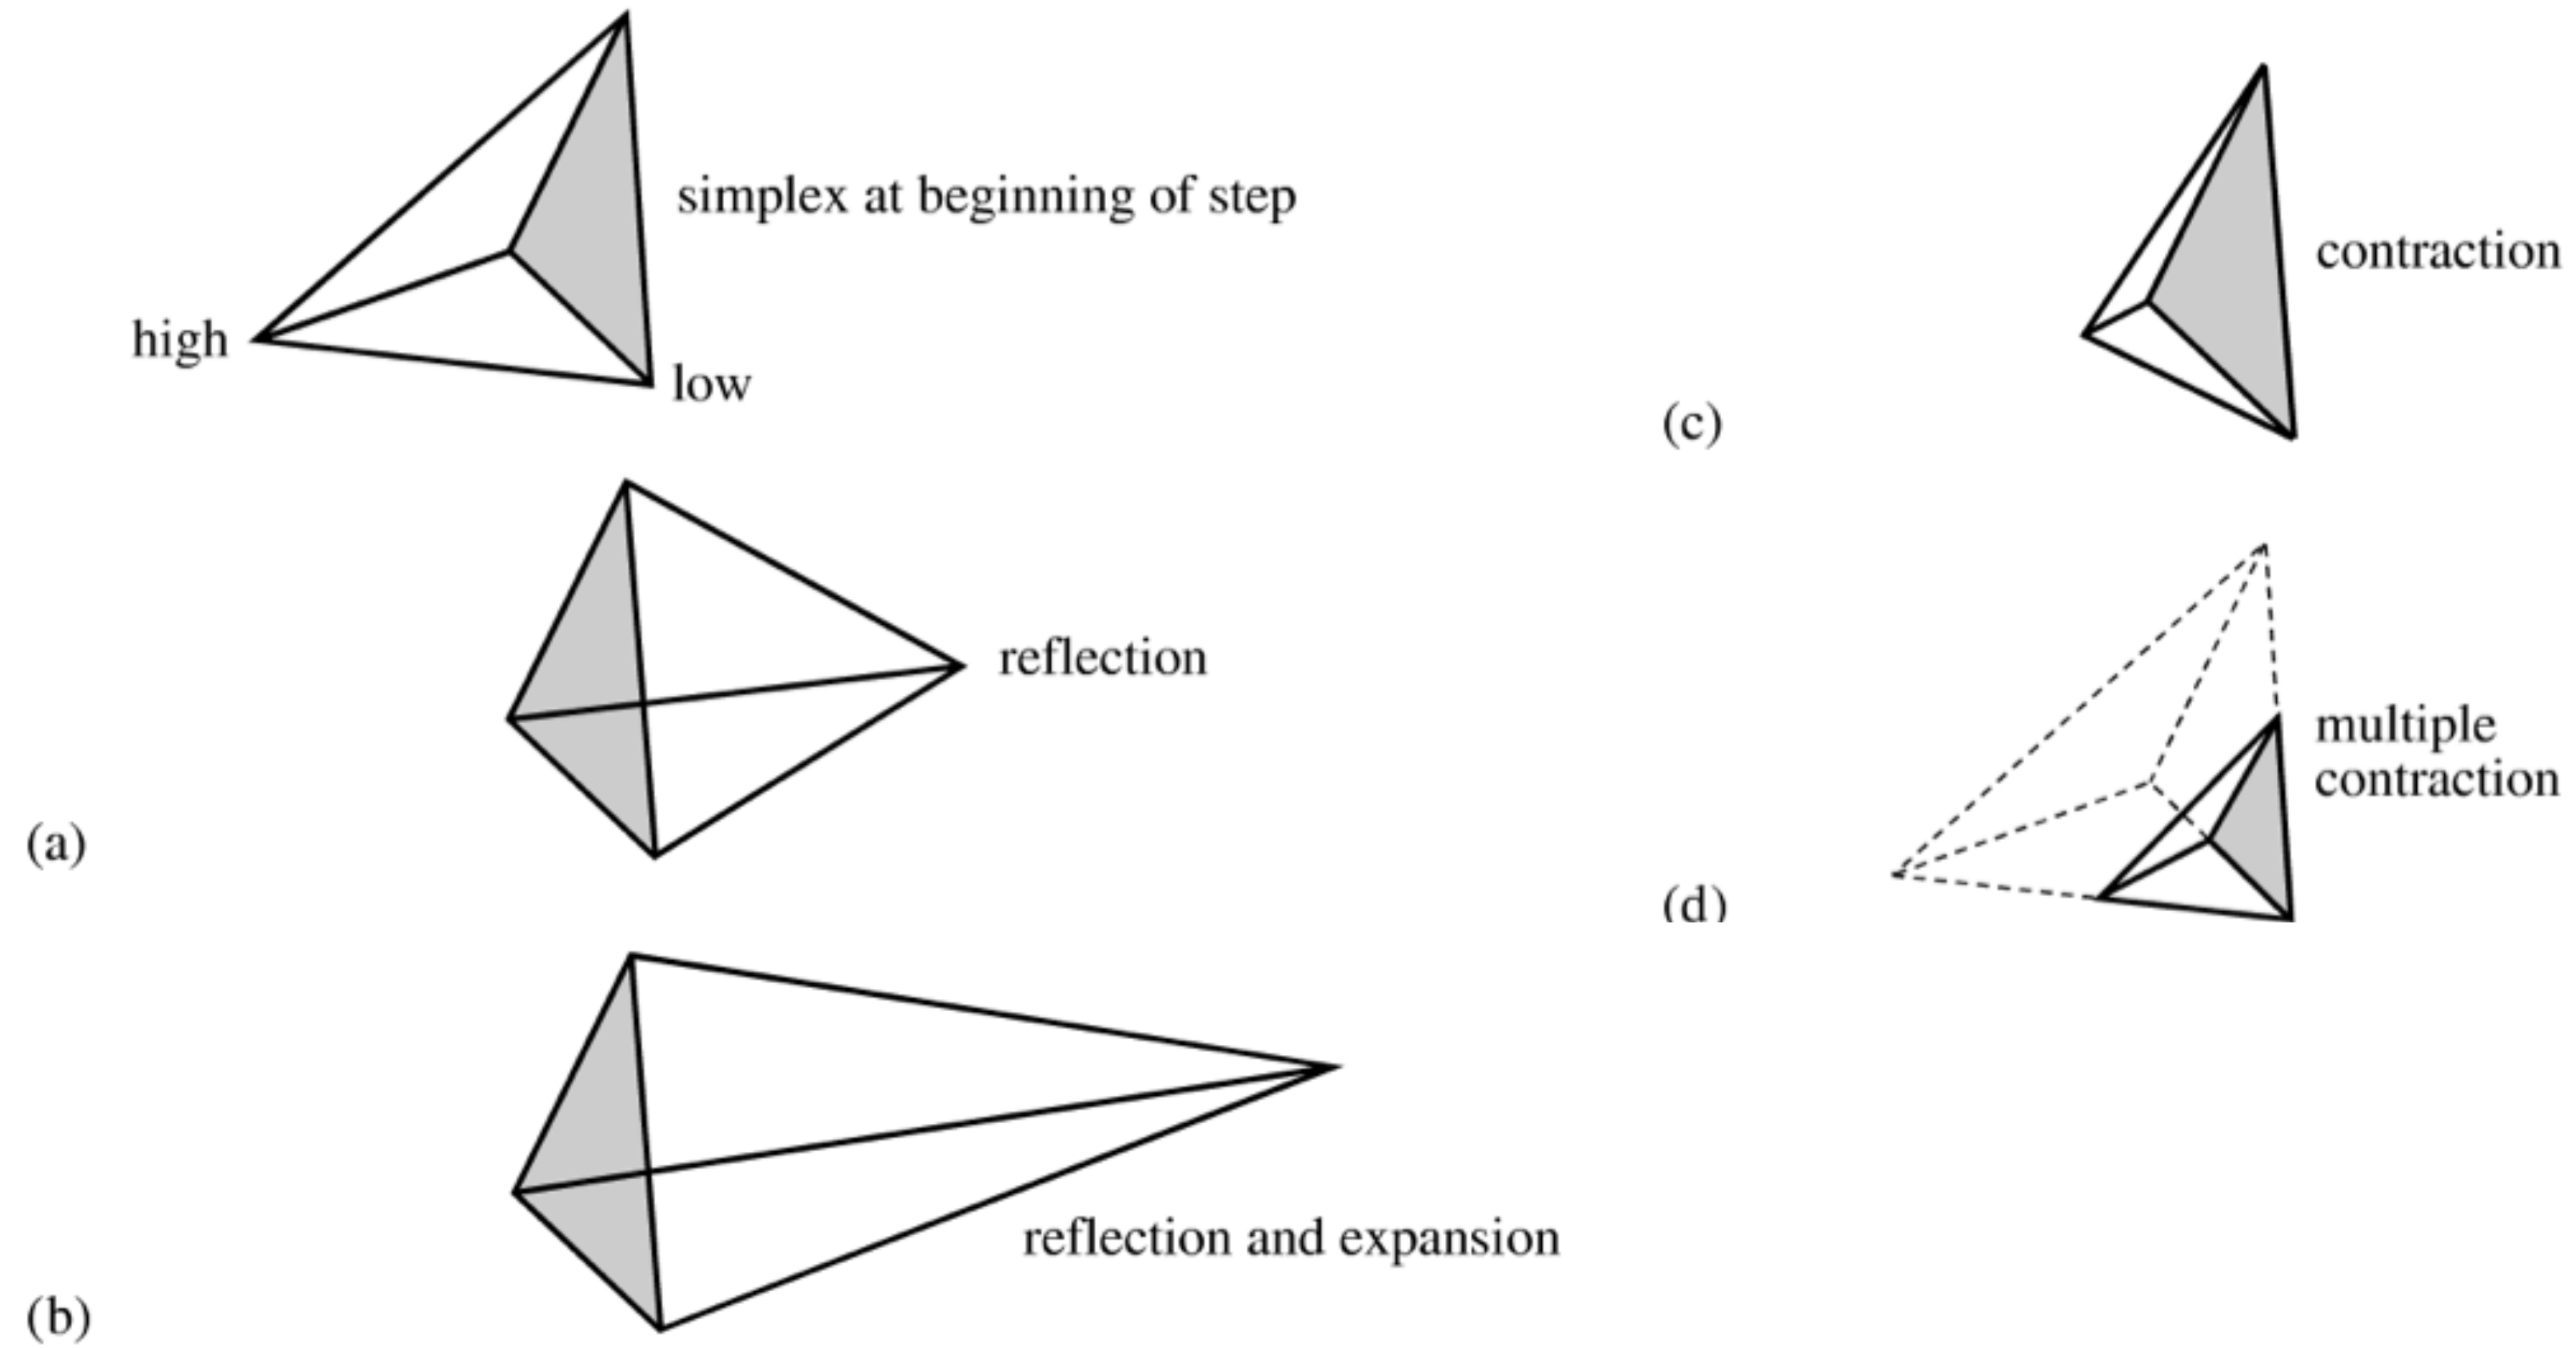 simplex at beginning of step
high
low
reflection
(a)
reflection and expansion
(b)
contraction
(c)
multiple
contraction
(d)